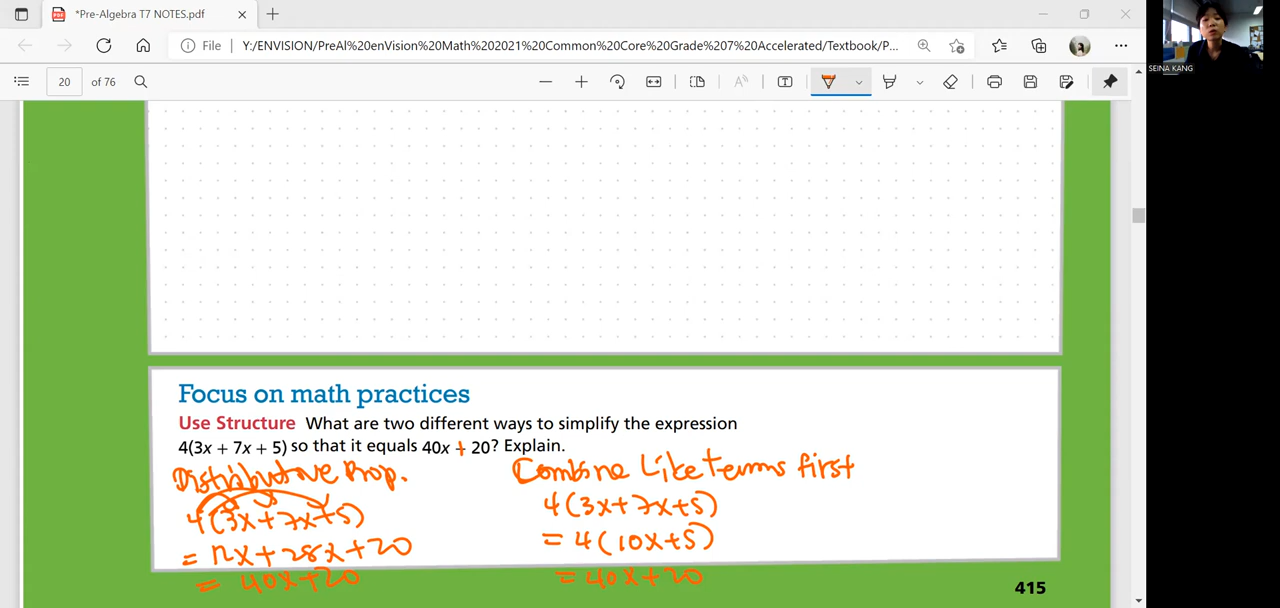 *Pre-Algebra T7 NOTES.pdf
File Y:/ENVISION/PreAl%20enVision%20Math%202021%20Common%20Core%20Grade%207%20Accelerated/Textbook/P...
20 of 76
SEINA KANG
Focus on math practices
Use Structure What are two different ways to simplify the expression
4(3x + 7x + 5) so that it equals 40x + 20? Explain.
Distributive Prop.
4(3x+7x+5)
= 12x+28x+20
= 40x+20
Combine Like terms first
4(3x+7x+5)
= 4(10x+5)
= 40x+20
415